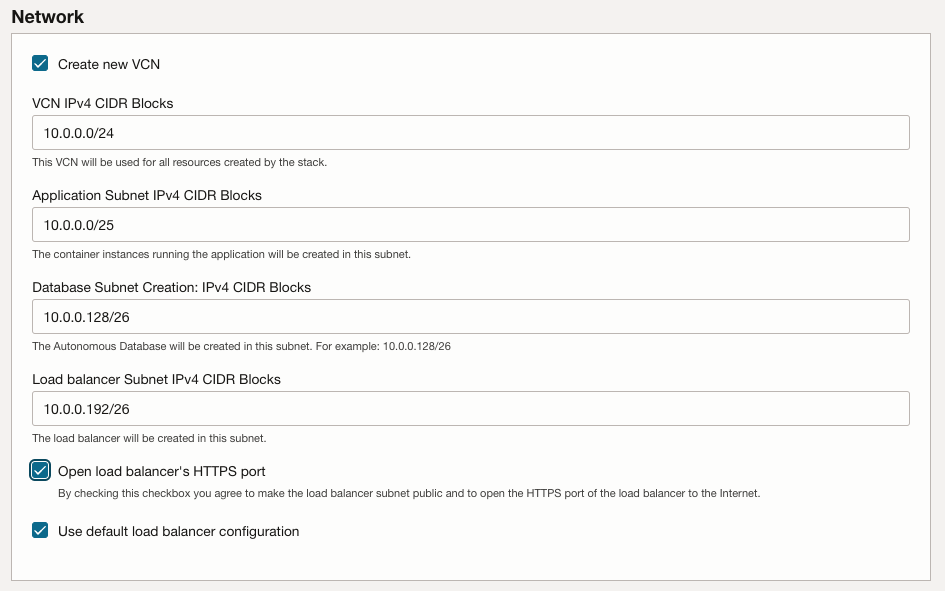 Network
Create new VCN
VCN IPv4 CIDR Blocks
10.0.0.0/24
This VCN will be used for all resources created by the stack.
Application Subnet IPv4 CIDR Blocks
10.0.0.0/25
The container instances running the application will be created in this subnet.
Database Subnet Creation: IPv4 CIDR Blocks
10.0.0.128/26
The Autonomous Database will be created in this subnet. For example: 10.0.0.128/26
Load balancer Subnet IPv4 CIDR Blocks
10.0.0.192/26
The load balancer will be created in this subnet.
Open load balancer's HTTPS port
By checking this checkbox you agree to make the load balancer subnet public and to open the HTTPS port of the load balancer to the Internet.
Use default load balancer configuration